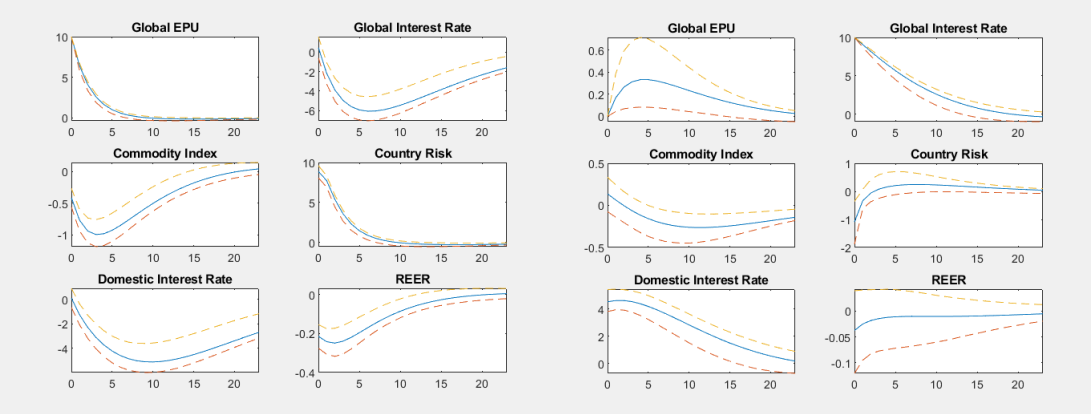 Global EPU
10
5
0
0 5 10 15 20
Global Interest Rate
0
-2
-4
-6
0 5 10 15 20
Global EPU
0.6
0.4
0.2
0
0 5 10 15 20
Global Interest Rate
10
5
0
0 5 10 15 20
Commodity Index
0
-0.5
-1
0 5 10 15 20
Country Risk
10
5
0
0 5 10 15 20
Commodity Index
0.5
0
-0.5
0 5 10 15 20
Country Risk
1
0
-1
-2
0 5 10 15 20
Domestic Interest Rate
0
-2
-4
0 5 10 15 20
REER
0
-0.2
-0.4
0 5 10 15 20
Domestic Interest Rate
4
2
0
0 5 10 15 20
REER
0
-0.05
-0.1
0 5 10 15 20